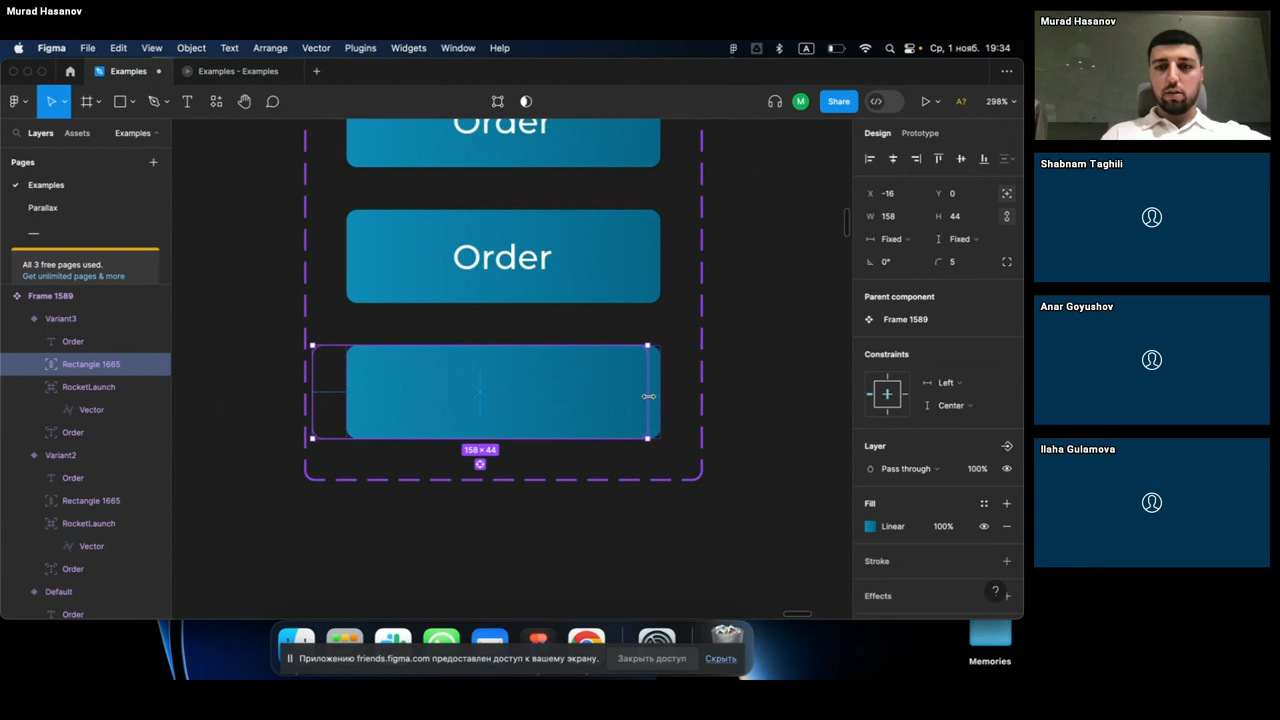 Murad Hasanov
Figma File Edit View Object Text Arrange Vector Plugins Widgets Window Help
A
Ср, 1 нояб. 19:34
Examples
Examples - Examples
M
Share
A?
298%
Layers Assets Examples
Pages
Examples
Parallax
All 3 free pages used.
Get unlimited pages & more
Frame 1589
Variant3
Order
Rectangle 1665
RocketLaunch
Vector
Order
Variant2
Order
Rectangle 1665
RocketLaunch
Vector
Order
Default
Order
Order
Order
158 × 44
Design Prototype
X -16 Y 0
W 158 H 44
Fixed Fixed
0° 5
Parent component
Frame 1589
Constraints
Left
Center
Layer
Pass through 100%
Fill
Linear 100%
Stroke
Effects
?
Приложению friends.figma.com предоставлен доступ к вашему экрану.
Закрыть доступ
Скрыть
Memories
Murad Hasanov
Shabnam Taghili
Anar Goyushov
Ilaha Gulamova